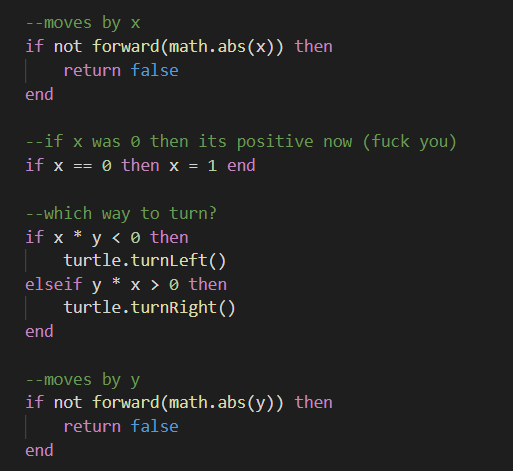 --moves by x
if not forward(math.abs(x)) then
    return false
end

--if x was 0 then its positive now (fuck you)
if x == 0 then x = 1 end

--which way to turn?
if x * y < 0 then
    turtle.turnLeft()
elseif y * x > 0 then
    turtle.turnRight()
end

--moves by y
if not forward(math.abs(y)) then
    return false
end